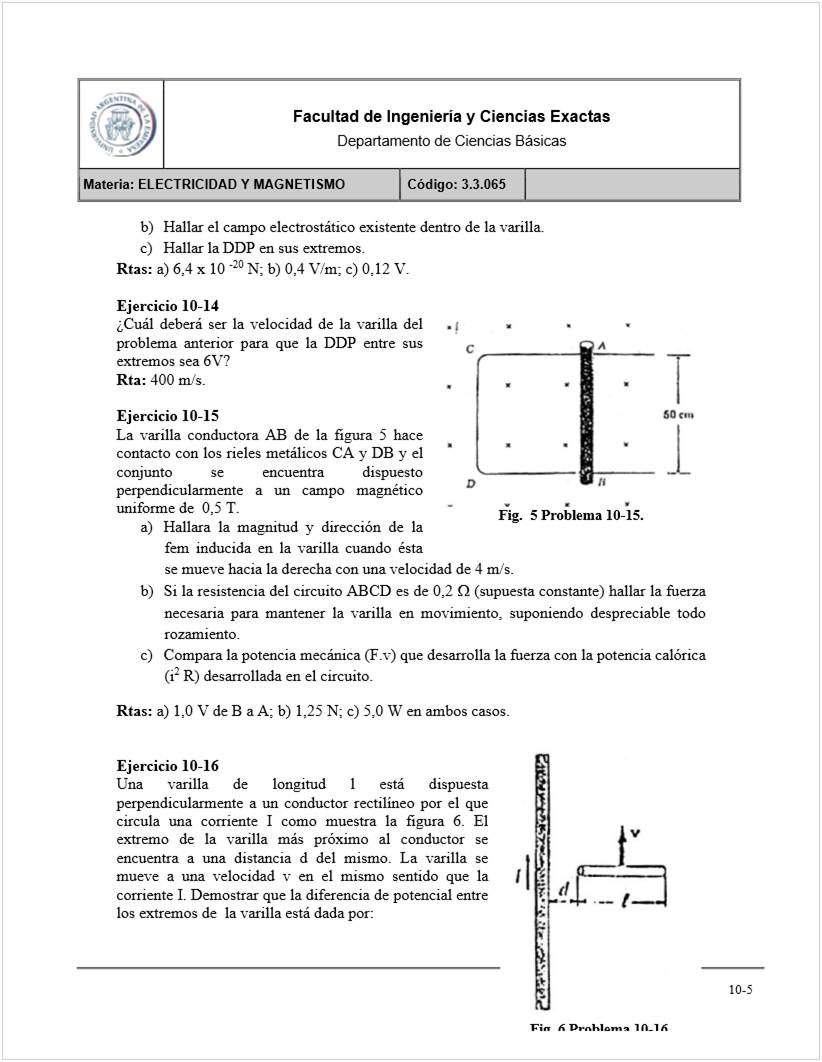 UNIVERSIDAD ARGENTINA DE LA EMPRESA
Facultad de Ingeniería y Ciencias Exactas
Departamento de Ciencias Básicas
Materia: ELECTRICIDAD Y MAGNETISMO
Código: 3.3.065
b) Hallar el campo electrostático existente dentro de la varilla.
c) Hallar la DDP en sus extremos.
Rtas: a) 6,4 x 10 ⁻²⁰ N; b) 0,4 V/m; c) 0,12 V.
Ejercicio 10-14
¿Cuál deberá ser la velocidad de la varilla del
problema anterior para que la DDP entre sus
extremos sea 6V?
Rta: 400 m/s.
Ejercicio 10-15
La varilla conductora AB de la figura 5 hace
contacto con los rieles metálicos CA y DB y el
conjunto se encuentra dispuesto
perpendicularmente a un campo magnético
uniforme de 0,5 T.
a) Hallara la magnitud y dirección de la
fem inducida en la varilla cuando ésta
se mueve hacia la derecha con una velocidad de 4 m/s.
C
A
50 cm
D
B
Fig. 5 Problema 10-15.
b) Si la resistencia del circuito ABCD es de 0,2 Ω (supuesta constante) hallar la fuerza
necesaria para mantener la varilla en movimiento, suponiendo despreciable todo
rozamiento.
c) Compara la potencia mecánica (F.v) que desarrolla la fuerza con la potencia calórica
(i² R) desarrollada en el circuito.
Rtas: a) 1,0 V de B a A; b) 1,25 N; c) 5,0 W en ambos casos.
Ejercicio 10-16
Una varilla de longitud l está dispuesta
perpendicularmente a un conductor rectilíneo por el que
circula una corriente I como muestra la figura 6. El
extremo de la varilla más próximo al conductor se
encuentra a una distancia d del mismo. La varilla se
mueve a una velocidad v en el mismo sentido que la
corriente I. Demostrar que la diferencia de potencial entre
los extremos de la varilla está dada por:
v
I
d
l
Fig. 6 Problema 10-16
10-5